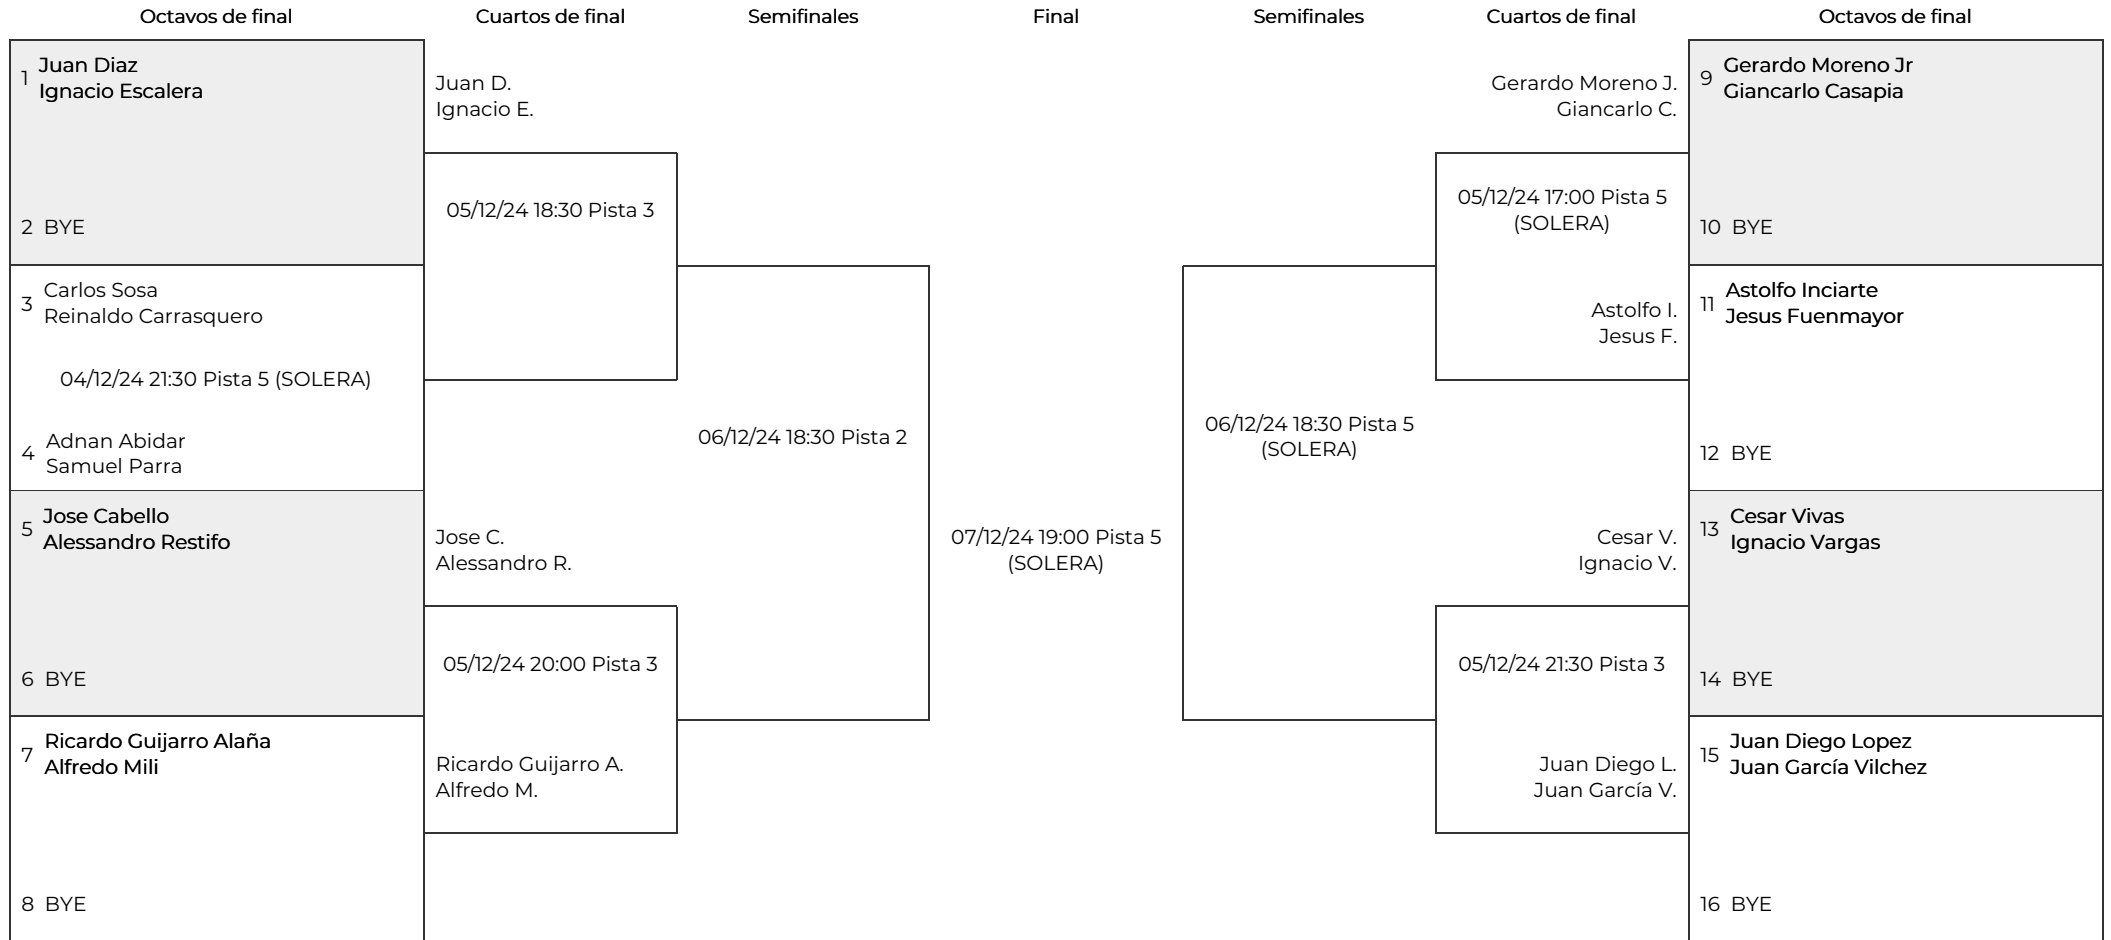 Octavos de final
Cuartos de final
Semifinales
Final
Semifinales
Cuartos de final
Octavos de final
1 Juan Diaz
Ignacio Escalera
2 BYE
3 Carlos Sosa
Reinaldo Carrasquero
04/12/24 21:30 Pista 5 (SOLERA)
4 Adnan Abidar
Samuel Parra
5 Jose Cabello
Alessandro Restifo
6 BYE
7 Ricardo Guijarro Alaña
Alfredo Mili
8 BYE
Juan D.
Ignacio E.
05/12/24 18:30 Pista 3
Jose C.
Alessandro R.
05/12/24 20:00 Pista 3
Ricardo Guijarro A.
Alfredo M.
06/12/24 18:30 Pista 2
07/12/24 19:00 Pista 5
(SOLERA)
06/12/24 18:30 Pista 5
(SOLERA)
Gerardo Moreno J.
Giancarlo C.
05/12/24 17:00 Pista 5
(SOLERA)
Astolfo I.
Jesus F.
Cesar V.
Ignacio V.
05/12/24 21:30 Pista 3
Juan Diego L.
Juan García V.
9 Gerardo Moreno Jr
Giancarlo Casapia
10 BYE
11 Astolfo Inciarte
Jesus Fuenmayor
12 BYE
13 Cesar Vivas
Ignacio Vargas
14 BYE
15 Juan Diego Lopez
Juan García Vilchez
16 BYE